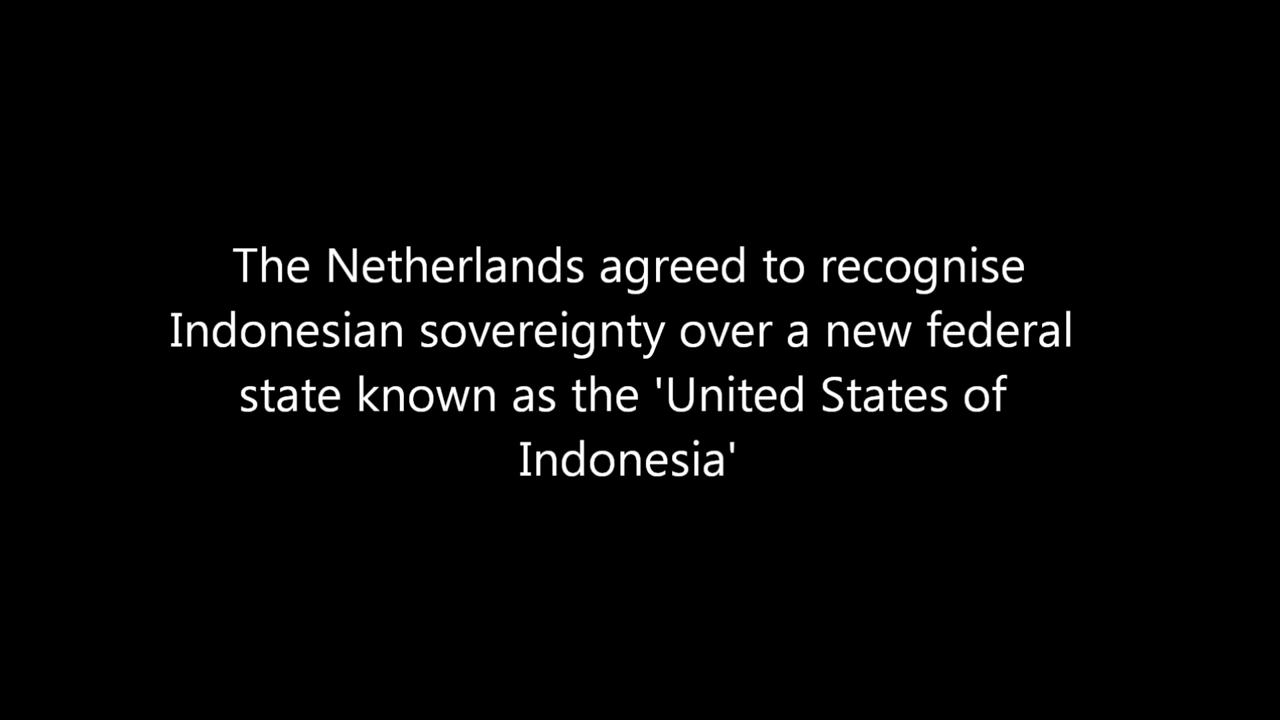 The Netherlands agreed to recognise
Indonesian sovereignty over a new federal
state known as the 'United States of
Indonesia'